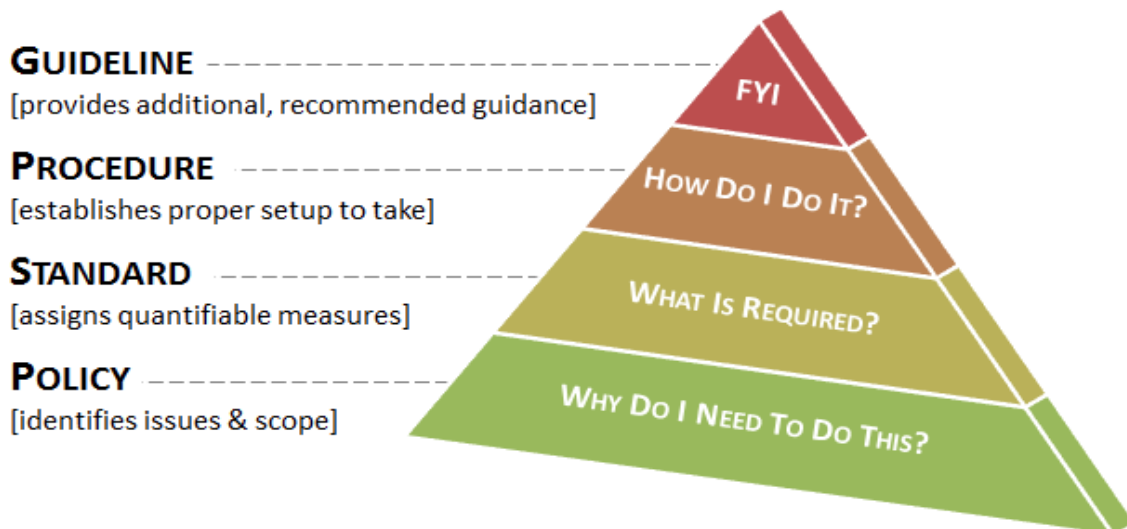 GUIDELINE
[provides additional, recommended guidance]
PROCEDURE
[establishes proper setup to take]
STANDARD
[assigns quantifiable measures]
POLICY
[identifies issues & scope]
FYI
HOW DO I DO IT?
WHAT IS REQUIRED?
WHY DO I NEED TO DO THIS?